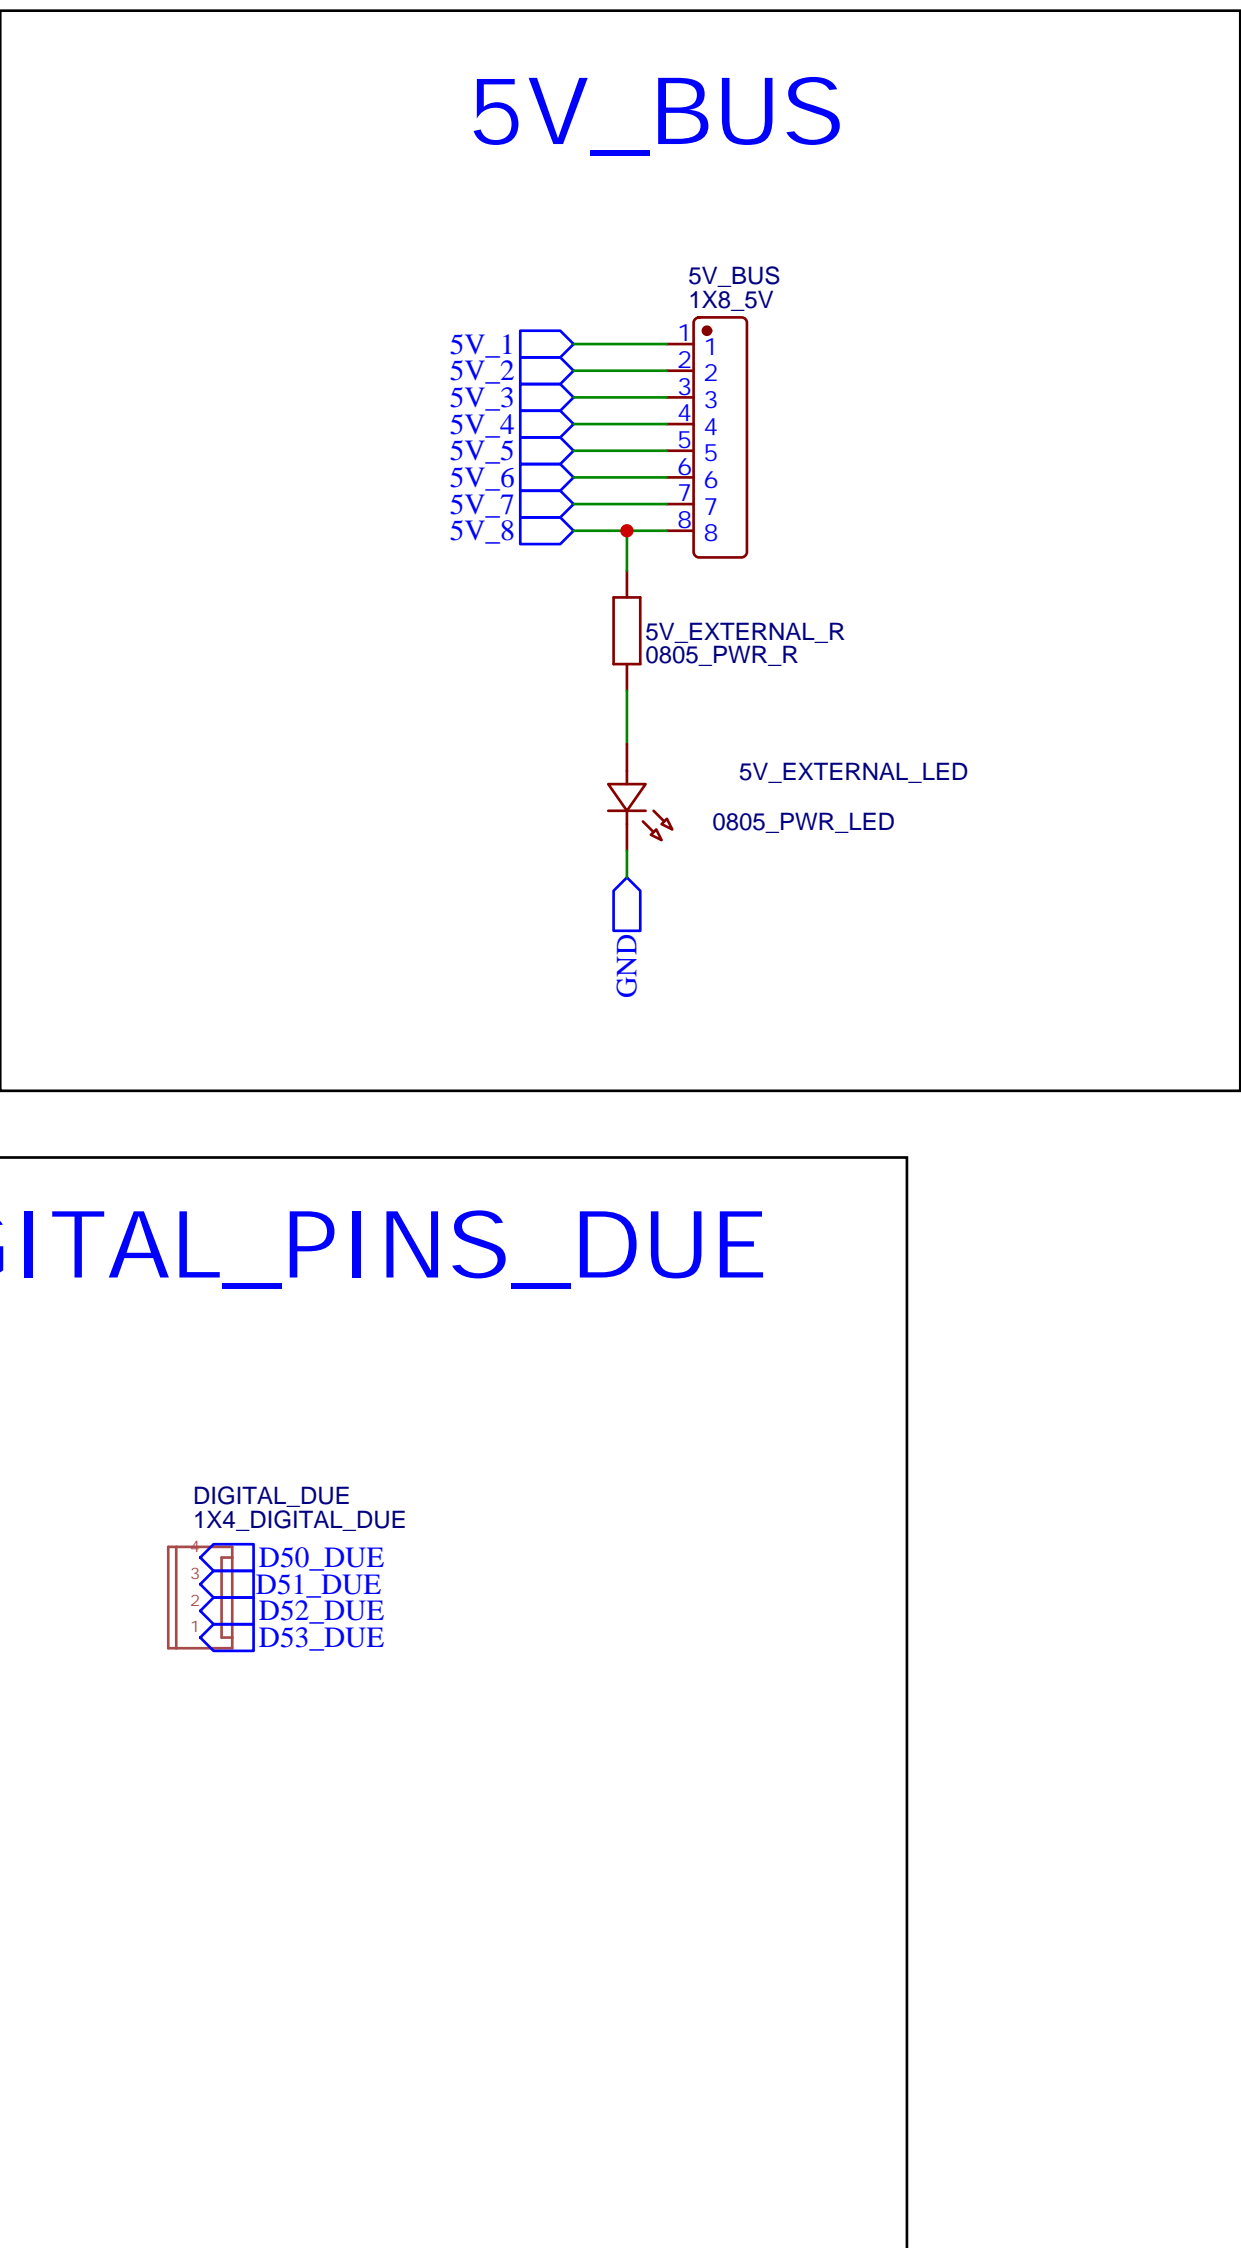 5V_BUS
5V_BUS
1X8_5V
5V_1 1 1
5V_2 2 2
5V_3 3 3
5V_4 4 4
5V_5 5 5
5V_6 6 6
5V_7 7 7
5V_8 8 8
5V_EXTERNAL_R
0805_PWR_R
5V_EXTERNAL_LED
0805_PWR_LED
GND
GITAL_PINS_DUE
DIGITAL_DUE
1X4_DIGITAL_DUE
4 D50_DUE
3 D51_DUE
2 D52_DUE
1 D53_DUE